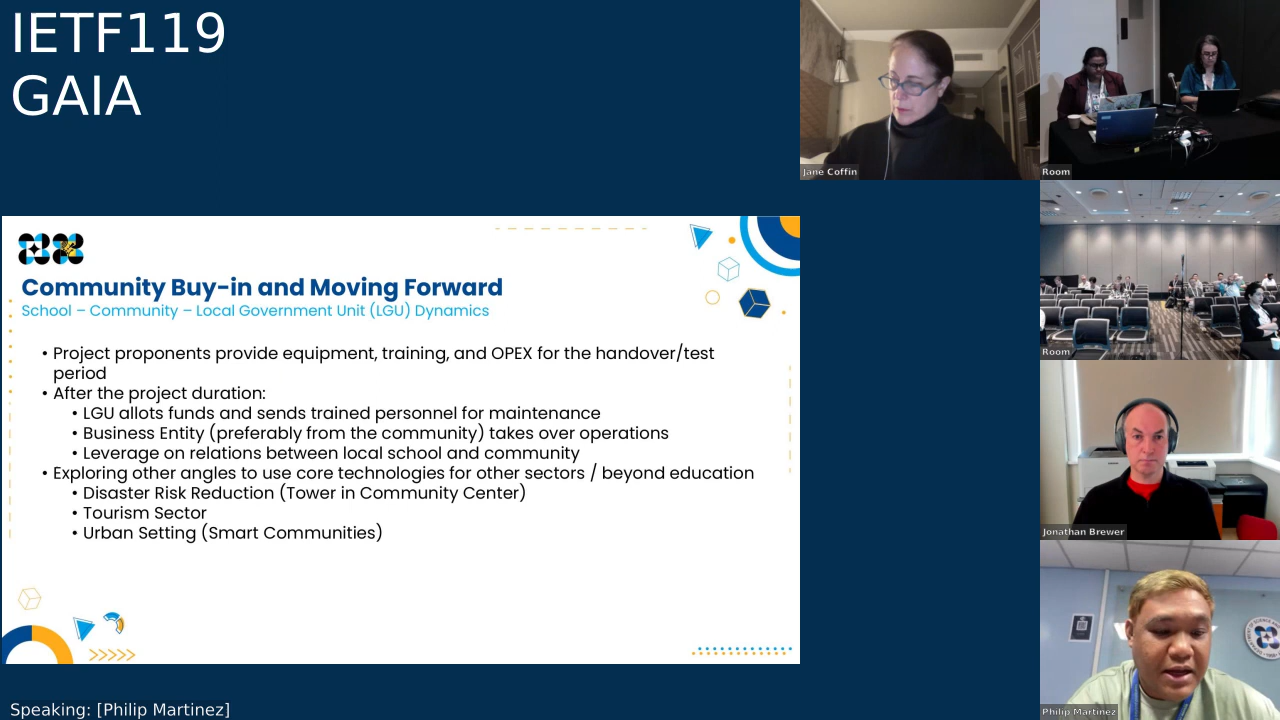 IETF119
GAIA
Jane Coffin
Room
Community Buy-in and Moving Forward
School – Community – Local Government Unit (LGU) Dynamics
• Project proponents provide equipment, training, and OPEX for the handover/test
period
• After the project duration:
• LGU allots funds and sends trained personnel for maintenance
• Business Entity (preferably from the community) takes over operations
• Leverage on relations between local school and community
• Exploring other angles to use core technologies for other sectors / beyond education
• Disaster Risk Reduction (Tower in Community Center)
• Tourism Sector
• Urban Setting (Smart Communities)
Room
Jonathan Brewer
Philip Martinez
Speaking: [Philip Martinez]